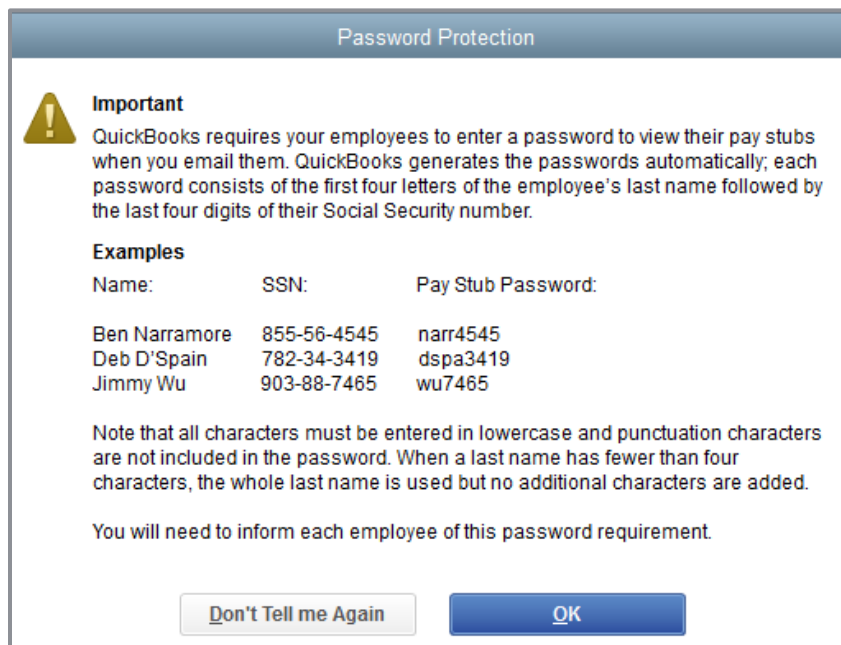 Password Protection
Important
QuickBooks requires your employees to enter a password to view their pay stubs
when you email them. QuickBooks generates the passwords automatically; each
password consists of the first four letters of the employee's last name followed by
the last four digits of their Social Security number.
Examples
Name: SSN: Pay Stub Password:
Ben Narramore 855-56-4545 narr4545
Deb D'Spain 782-34-3419 dspa3419
Jimmy Wu 903-88-7465 wu7465
Note that all characters must be entered in lowercase and punctuation characters
are not included in the password. When a last name has fewer than four
characters, the whole last name is used but no additional characters are added.
You will need to inform each employee of this password requirement.
Don't Tell me Again OK